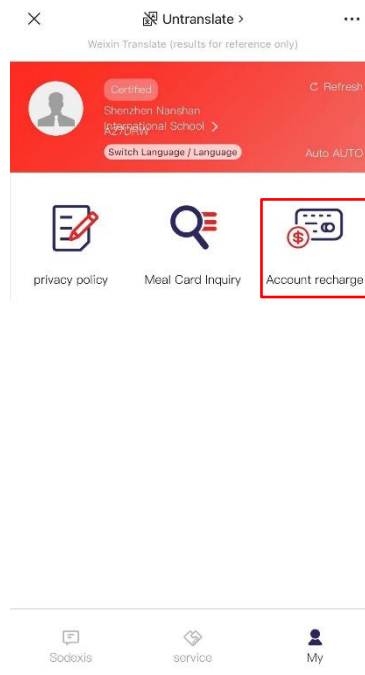 Untranslate >
Weixin Translate (results for reference only)
Certified
Refresh
Shenzhen Nanshan
International School >
A27DRW
Switch Language / Language
Auto AUTO
privacy policy
Meal Card Inquiry
Account recharge
Sodexis
service
My